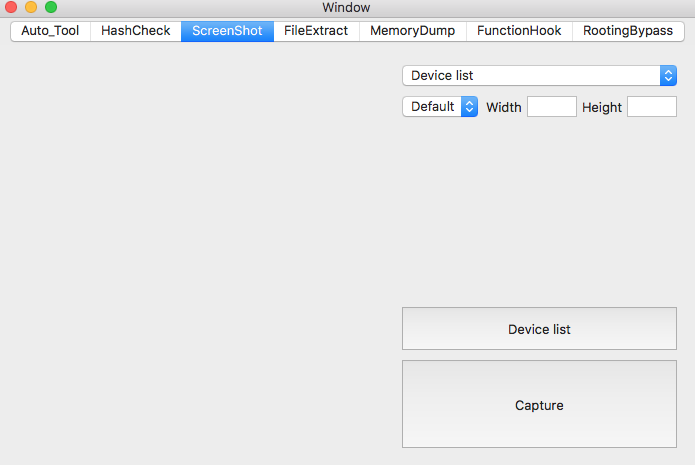 Window
Auto_Tool HashCheck ScreenShot FileExtract MemoryDump FunctionHook RootingBypass
Device list
Default Width Height
Device list
Capture